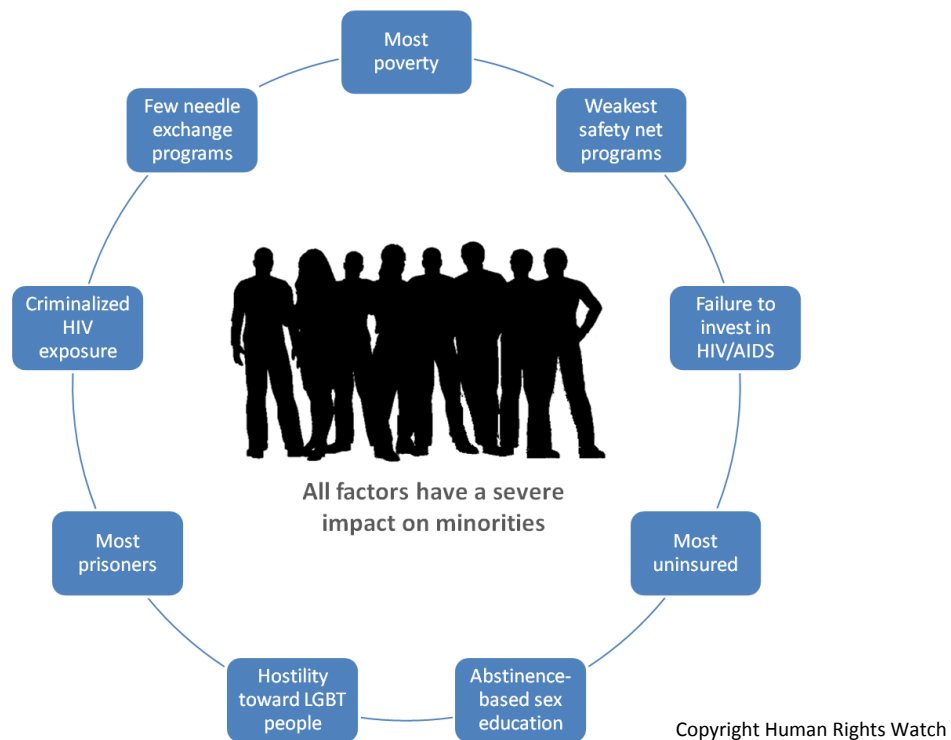 Most
poverty
Weakest
safety net
programs
Failure to
invest in
HIV/AIDS
Most
uninsured
Abstinence-
based sex
education
Hostility
toward LGBT
people
Most
prisoners
Criminalized
HIV
exposure
Few needle
exchange
programs
All factors have a severe
impact on minorities
Copyright Human Rights Watch